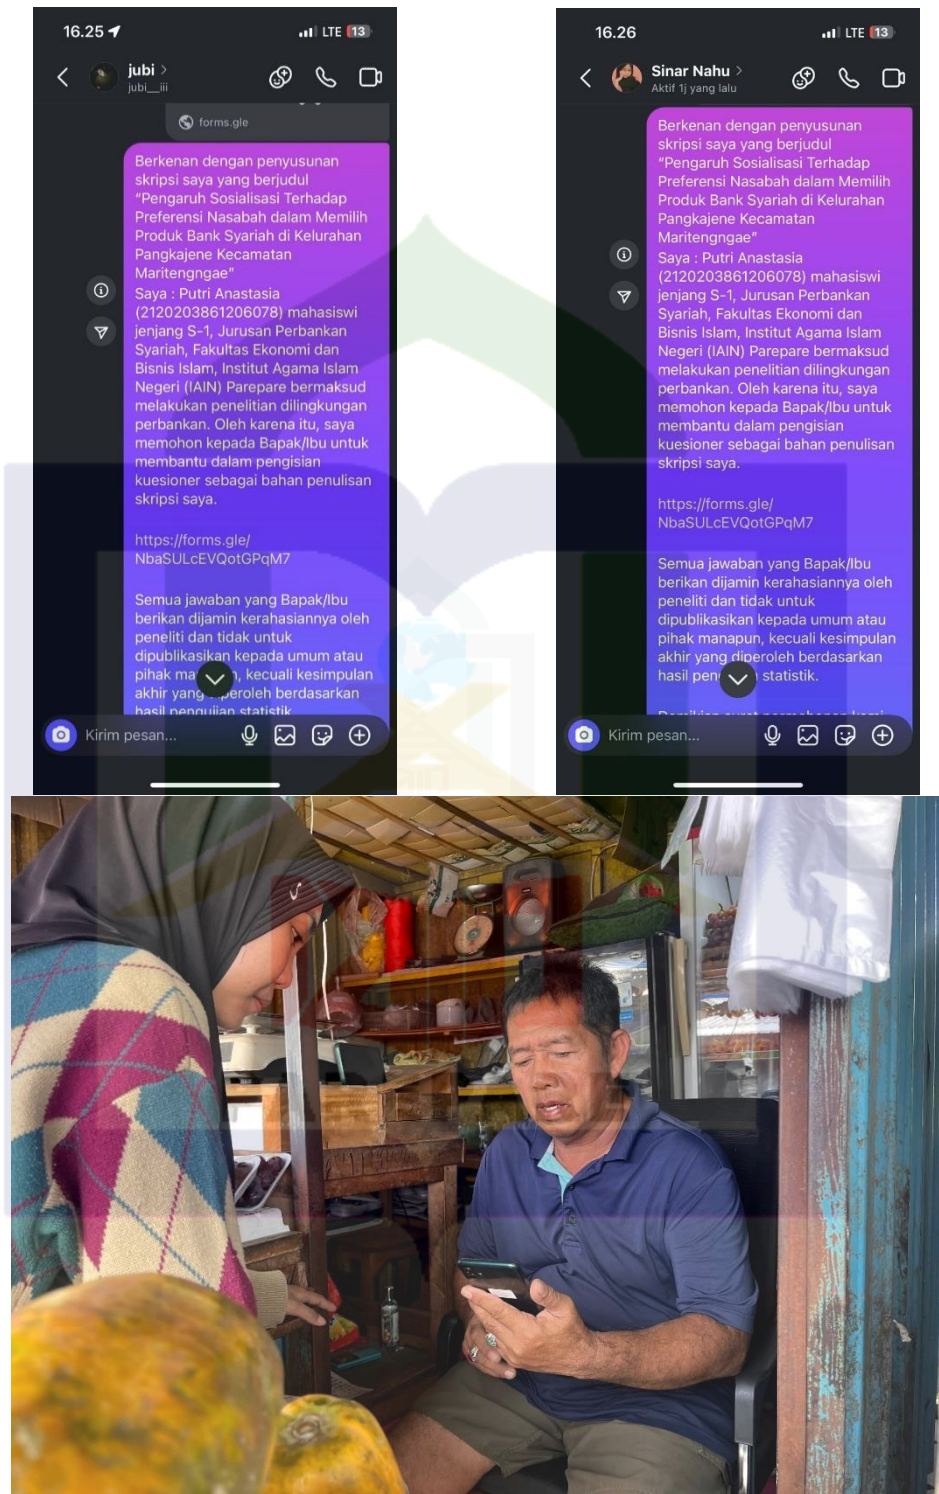 16.25
LTE 13
jubi
jubi__iii
forms.gle
Berkenan dengan penyusunan
skripsi saya yang berjudul
“Pengaruh Sosialisasi Terhadap
Preferensi Nasabah dalam Memilih
Produk Bank Syariah di Kelurahan
Pangkajene Kecamatan
Maritengngae”
Saya : Putri Anastasia
(2120203861206078) mahasiswi
jenjang S-1, Jurusan Perbankan
Syariah, Fakultas Ekonomi dan
Bisnis Islam, Institut Agama Islam
Negeri (IAIN) Parepare bermaksud
melakukan penelitian dilingkungan
perbankan. Oleh karena itu, saya
memohon kepada Bapak/Ibu untuk
membantu dalam pengisian
kuesioner sebagai bahan penulisan
skripsi saya.
https://forms.gle/
NbaSULcEVQotGPqM7
Semua jawaban yang Bapak/Ibu
berikan dijamin kerahasiannya oleh
peneliti dan tidak untuk
dipublikasikan kepada umum atau
pihak , kecuali kesimpulan
akhir yang diperoleh berdasarkan
hasil pengujian statistik
Kirim pesan...
16.26
LTE 13
Sinar Nahu
Aktif 1j yang lalu
Berkenan dengan penyusunan
skripsi saya yang berjudul
“Pengaruh Sosialisasi Terhadap
Preferensi Nasabah dalam Memilih
Produk Bank Syariah di Kelurahan
Pangkajene Kecamatan
Maritengngae”
Saya : Putri Anastasia
(2120203861206078) mahasiswi
jenjang S-1, Jurusan Perbankan
Syariah, Fakultas Ekonomi dan
Bisnis Islam, Institut Agama Islam
Negeri (IAIN) Parepare bermaksud
melakukan penelitian dilingkungan
perbankan. Oleh karena itu, saya
memohon kepada Bapak/Ibu untuk
membantu dalam pengisian
kuesioner sebagai bahan penulisan
skripsi saya.
https://forms.gle/
NbaSULcEVQotGPqM7
Semua jawaban yang Bapak/Ibu
berikan dijamin kerahasiannya oleh
peneliti dan tidak untuk
dipublikasikan kepada umum atau
pihak manapun, kecuali kesimpulan
akhir yang diperoleh berdasarkan
hasil statistik.
Demikian surat permohonan kami
Kirim pesan...